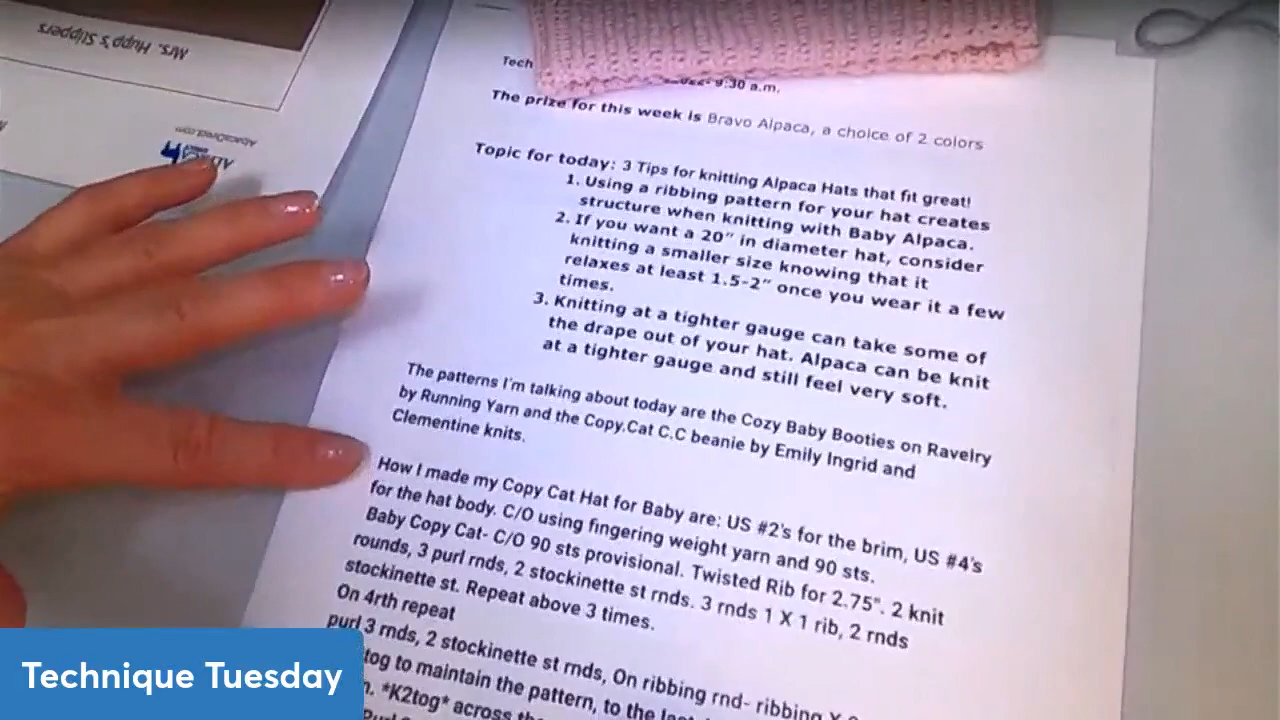 Mrs. Hupp's Slippers
AlpacaDirect.com
Tech
9:30 a.m.
The prize for this week is Bravo Alpaca, a choice of 2 colors
Topic for today: 3 Tips for knitting Alpaca Hats that fit great!
1. Using a ribbing pattern for your hat creates
structure when knitting with Baby Alpaca.
2. If you want a 20” in diameter hat, consider
knitting a smaller size knowing that it
relaxes at least 1.5-2” once you wear it a few
times.
3. Knitting at a tighter gauge can take some of
the drape out of your hat. Alpaca can be knit
at a tighter gauge and still feel very soft.
The patterns I'm talking about today are the Cozy Baby Booties on Ravelry
by Running Yarn and the Copy.Cat C.C beanie by Emily Ingrid and
Clementine knits.
How I made my Copy Cat Hat for Baby are: US #2's for the brim, US #4's
for the hat body. C/O using fingering weight yarn and 90 sts.
Baby Copy Cat- C/O 90 sts provisional. Twisted Rib for 2.75". 2 knit
rounds, 3 purl rnds, 2 stockinette st rnds. 3 rnds 1 X 1 rib, 2 rnds
stockinette st. Repeat above 3 times.
On 4rth repeat
purl 3 rnds, 2 stockinette st rnds, On ribbing rnd- ribbing
tog to maintain the pattern, to the last
*K2tog* across
Technique Tuesday